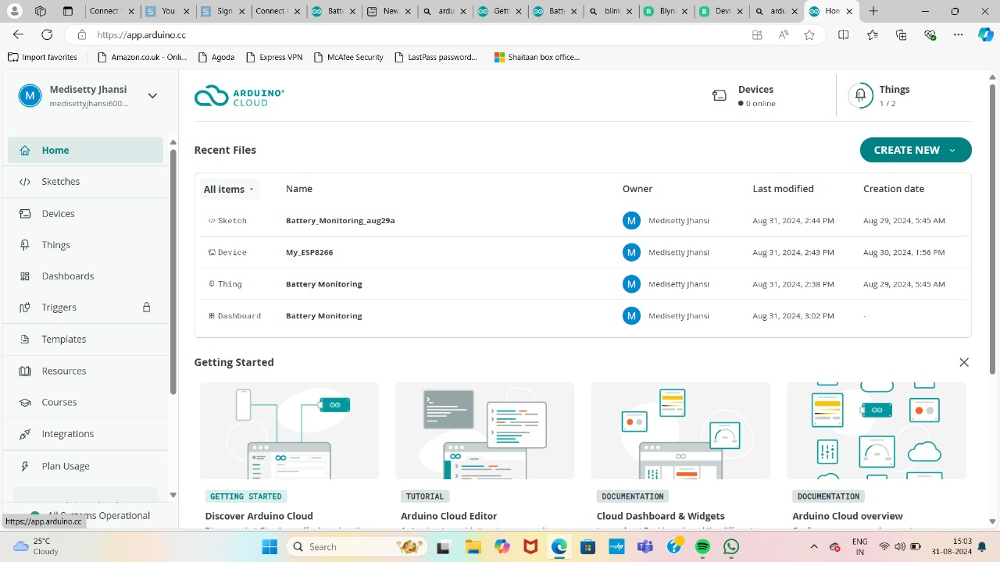 Conte
You
Sign
Conte
Batte
New
ardu
Gett
Batte
Blink
Blyn
Devi
ardu
Hor
https://app.arduino.cc
Import favorites
Amazon.co.uk - Onli...
Agoda
Express VPN
McAfee Security
LastPass password...
Shaitaan box office...
M
Medisetty Jhansi
medisettyjhansi600...
ARDUINO
CLOUD
Devices
0 online
Things
1 / 2
Home
Sketches
Devices
Things
Dashboards
Triggers
Templates
Resources
Courses
Integrations
Plan Usage
Operational
https://app.arduino.cc
Recent Files
CREATE NEW
All items Name Owner Last modified Creation date
Sketch Battery_Monitoring_aug29a M Medisetty Jhansi Aug 31, 2024, 2:44 PM Aug 29, 2024, 5:45 AM
Device My_ESP8266 M Medisetty Jhansi Aug 31, 2024, 2:43 PM Aug 30, 2024, 1:56 PM
Thing Battery Monitoring M Medisetty Jhansi Aug 31, 2024, 2:38 PM Aug 29, 2024, 5:45 AM
Dashboard Battery Monitoring M Medisetty Jhansi Aug 31, 2024, 3:02 PM -
Getting Started
GETTING STARTED
Discover Arduino Cloud
TUTORIAL
Arduino Cloud Editor
DOCUMENTATION
Cloud Dashboard & Widgets
DOCUMENTATION
Arduino Cloud overview
25°C
Cloudy
Search
myhp
ENG
IN
15:03
31-08-2024